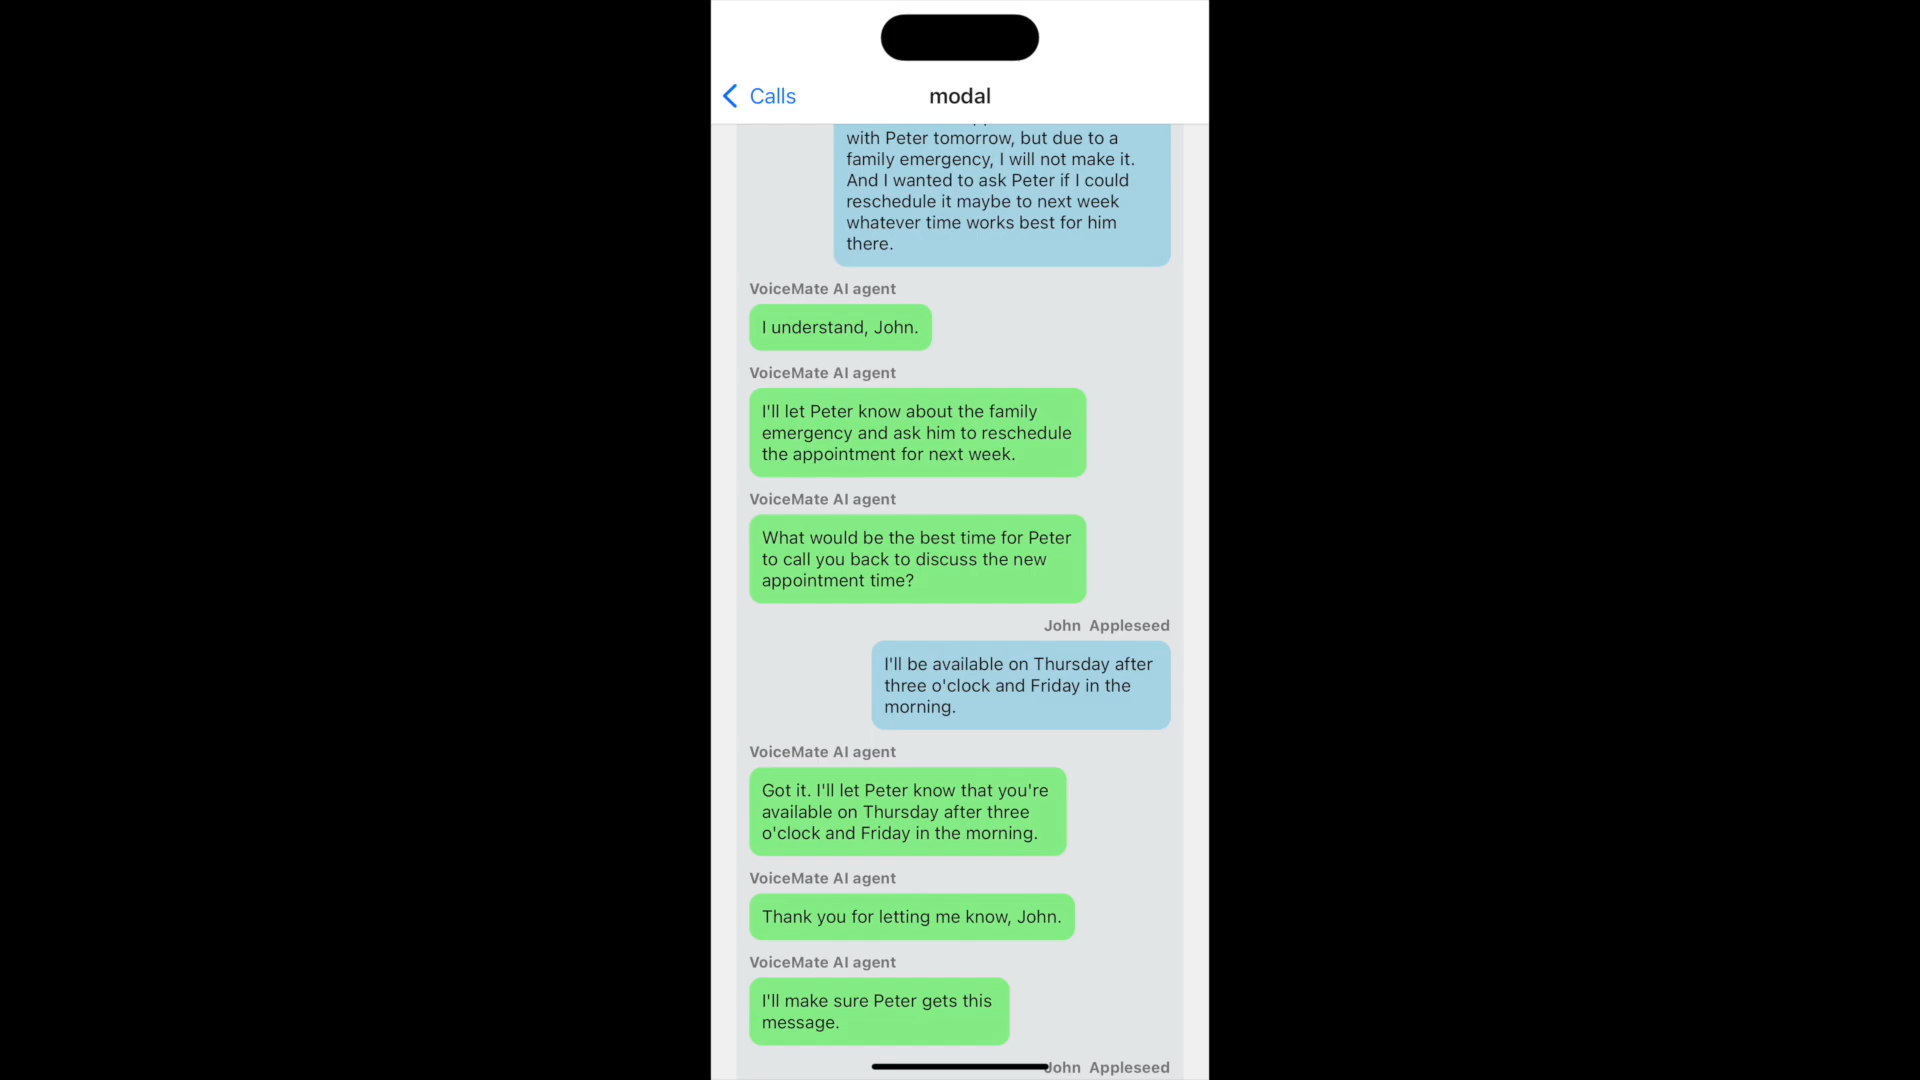 Calls
modal
with Peter tomorrow, but due to a
family emergency, I will not make it.
And I wanted to ask Peter if I could
reschedule it maybe to next week
whatever time works best for him
there.
VoiceMate AI agent
I understand, John.
VoiceMate AI agent
I'll let Peter know about the family
emergency and ask him to reschedule
the appointment for next week.
VoiceMate AI agent
What would be the best time for Peter
to call you back to discuss the new
appointment time?
John Appleseed
I'll be available on Thursday after
three o'clock and Friday in the
morning.
VoiceMate AI agent
Got it. I'll let Peter know that you're
available on Thursday after three
o'clock and Friday in the morning.
VoiceMate AI agent
Thank you for letting me know, John.
VoiceMate AI agent
I'll make sure Peter gets this
message.
John Appleseed